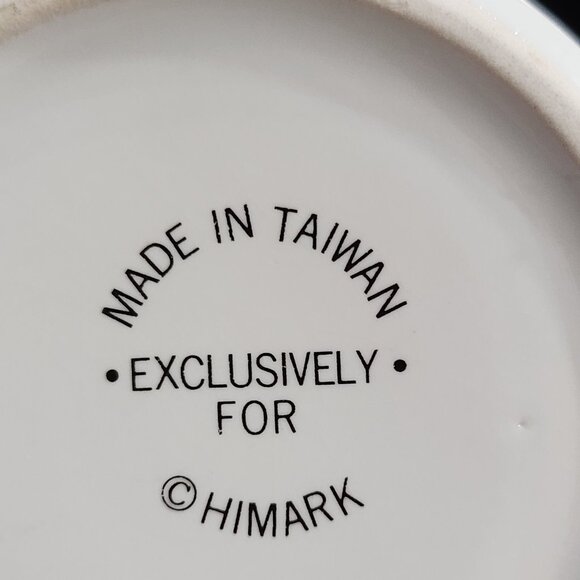 MADE IN TAIWAN
• EXCLUSIVELY •
FOR
© HIMARK